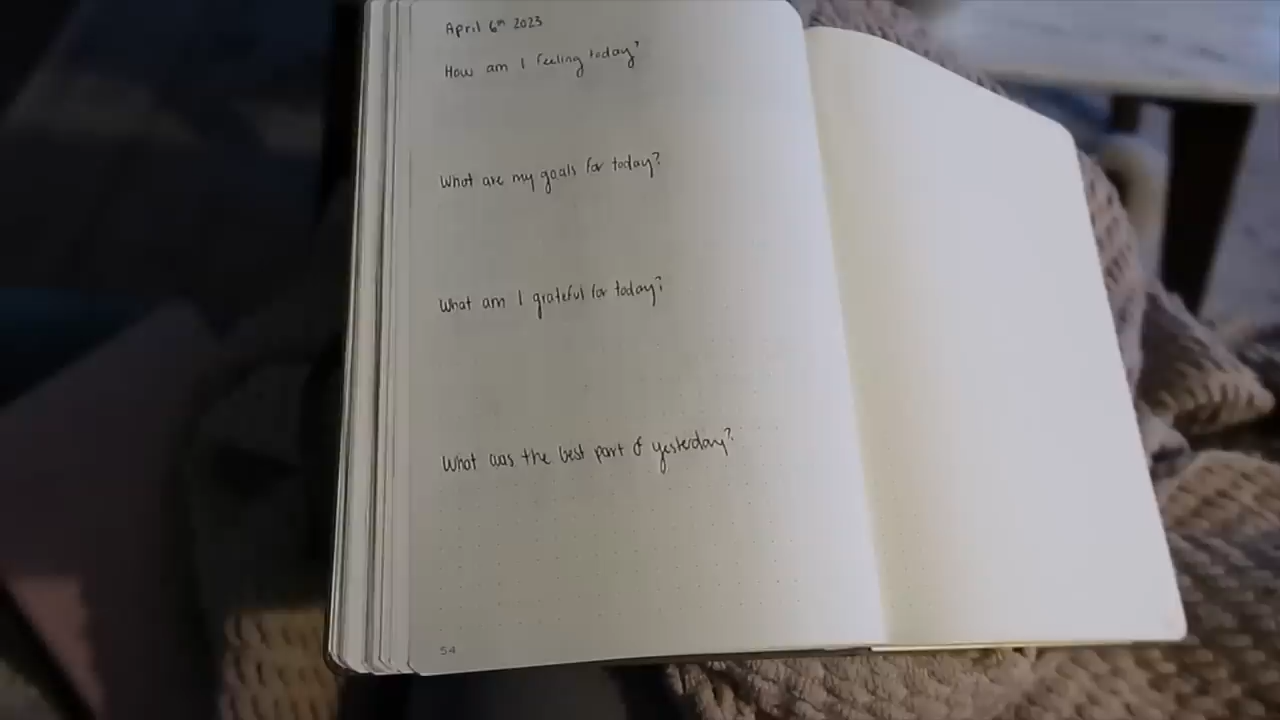 April 6th 2023
How am I feeling today?
What are my goals for today?
What am I grateful for today?
What was the best part of yesterday?
54